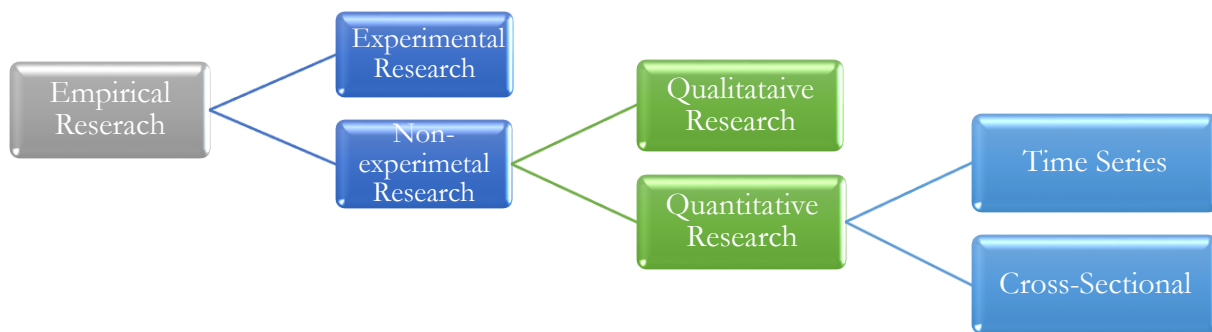 Empirical
Reserach
Experimental
Research
Non-
experimetal
Research
Qualitataive
Research
Quantitative
Research
Time Series
Cross-Sectional